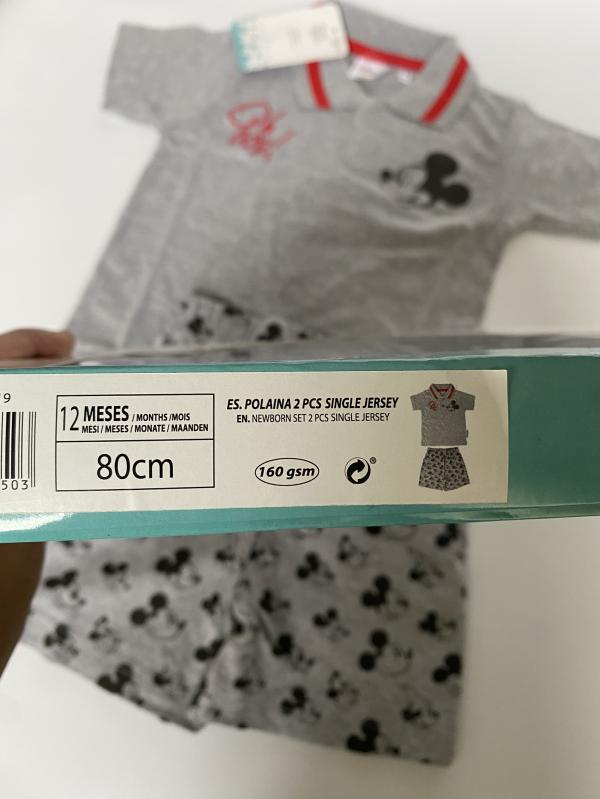 9
503
12 MESES / MONTHS /MOIS
MESI / MESES / MONATE / MAANDEN
80cm
ES. POLAINA 2 PCS SINGLE JERSEY
EN. NEWBORN SET 2 PCS SINGLE JERSEY
160 gsm
®